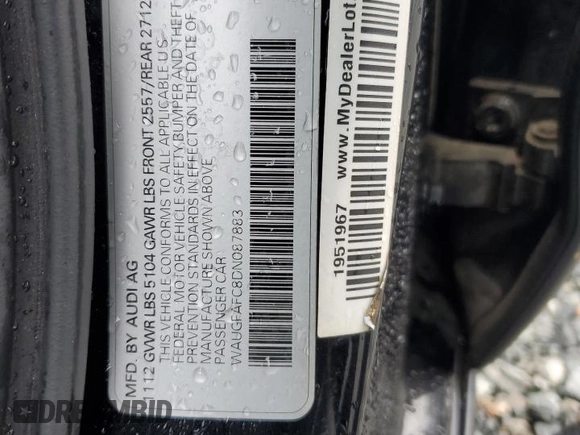 MFD. BY AUDI AG
1112 GVWR LBS 5104 GAWR LBS FRONT 2557/REAR 2712
THIS VEHICLE CONFORMS TO ALL APPLICABLE U.S.
FEDERAL MOTOR VEHICLE SAFETY, BUMPER AND THEFT
PREVENTION STANDARDS IN EFFECT ON THE DATE OF
MANUFACTURE SHOWN ABOVE
PASSENGER CAR
WAUGFAFC8DN087883
1951967 www.MyDealerLot.
DREAMBID